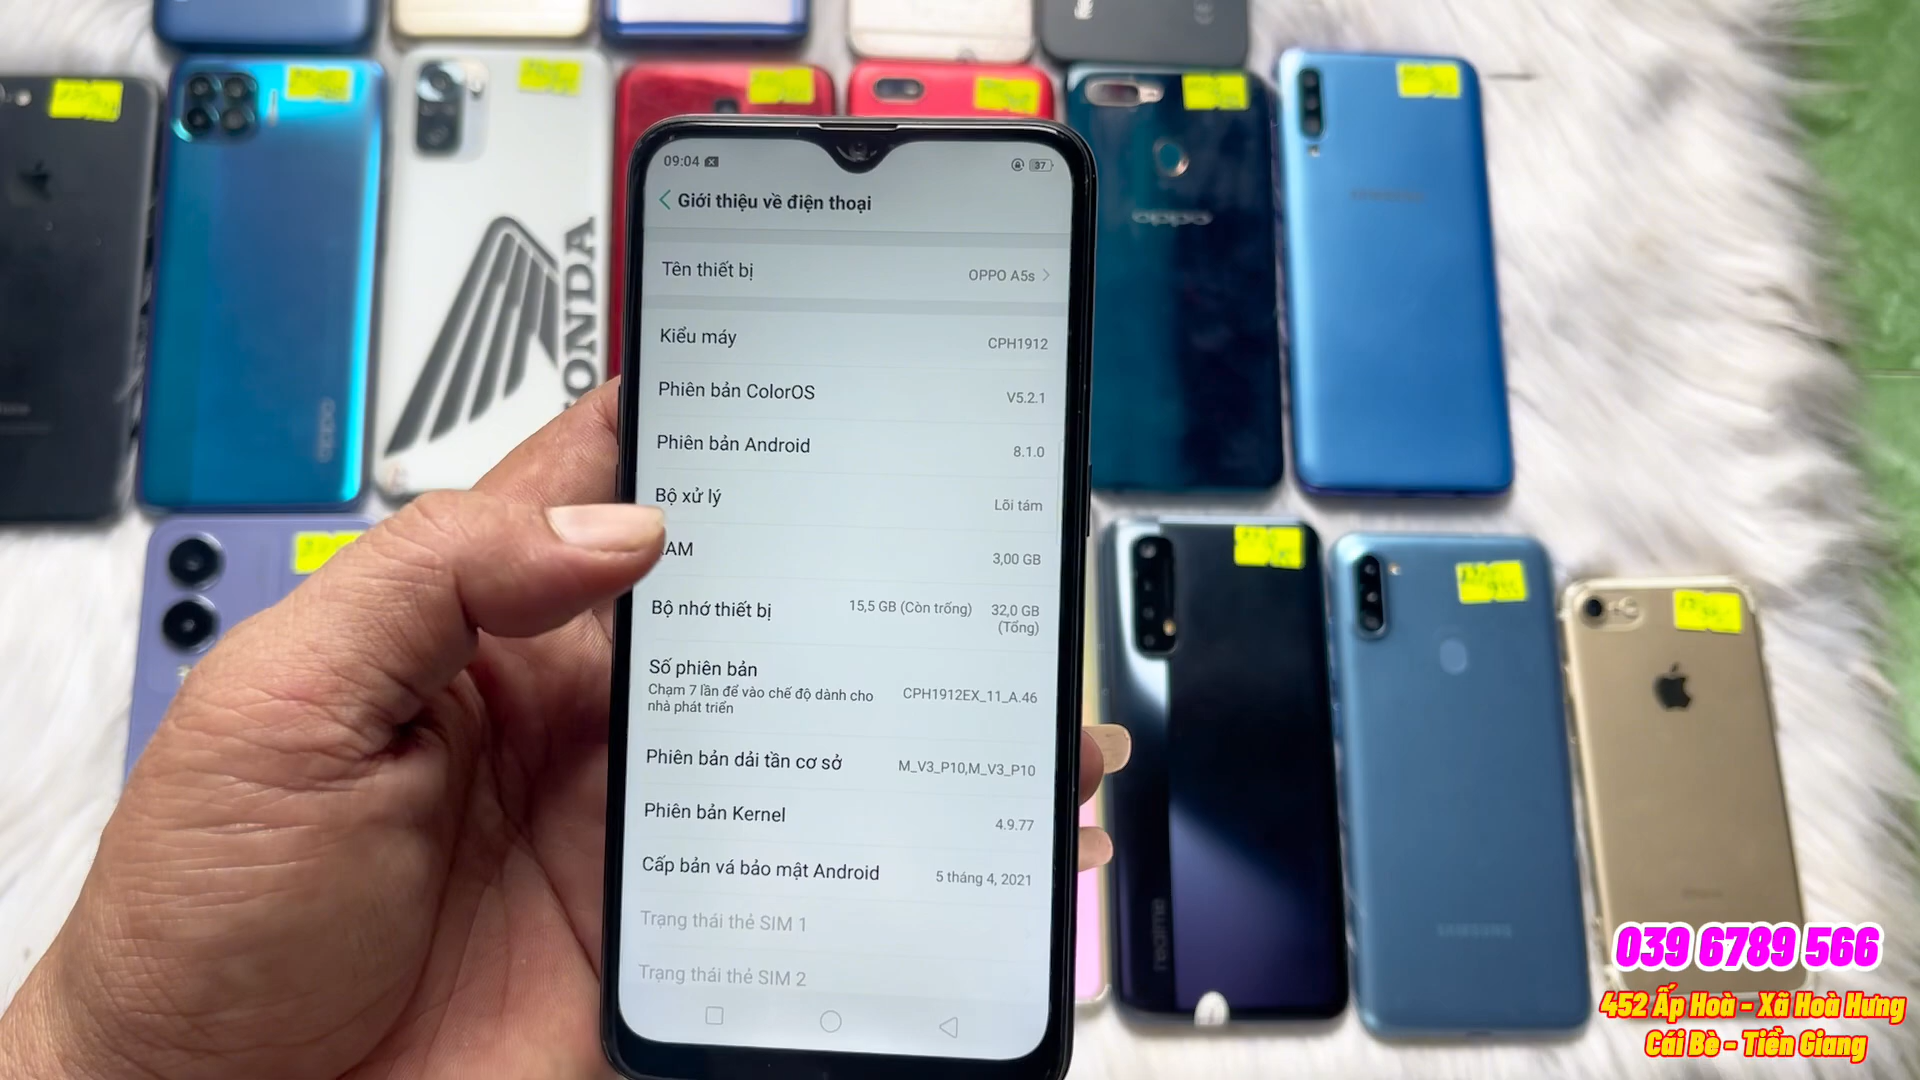 09:04
37
Giới thiệu về điện thoại
Tên thiết bị
OPPO A5s
Kiểu máy
CPH1912
Phiên bản ColorOS
V5.2.1
Phiên bản Android
8.1.0
Bộ xử lý
Lõi tám
AM
3,00 GB
Bộ nhớ thiết bị
15,5 GB (Còn trống)
32,0 GB
(Tổng)
Số phiên bản
Chạm 7 lần để vào chế độ dành cho
nhà phát triển
CPH1912EX_11_A.46
Phiên bản dải tần cơ sở
M_V3_P10,M_V3_P10
Phiên bản Kernel
4.9.77
Cấp bản vá bảo mật Android
5 tháng 4, 2021
Trạng thái thẻ SIM 1
Trạng thái thẻ SIM 2
oppo
HONDA
oppo
SAMSUNG
realme
SAMSUNG
039 6789 566
452 Ấp Hoà - Xã Hoà Hưng
Cái Bè - Tiền Giang